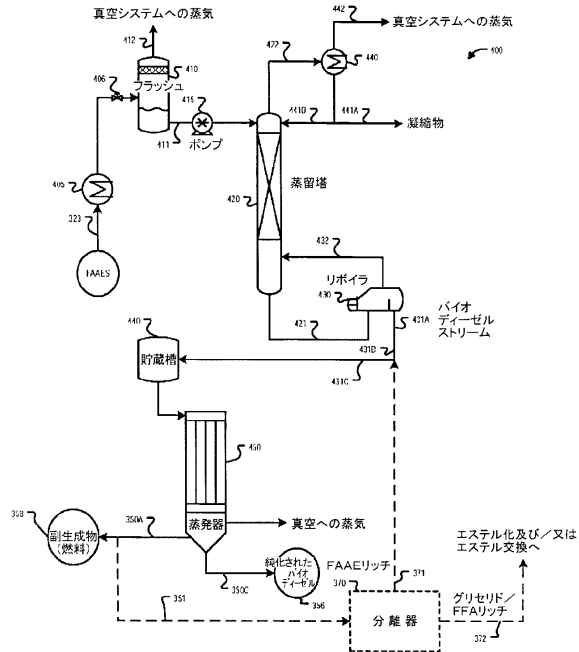 真空システムへの蒸気
412
442
真空システムへの蒸気
400
422
440
410
406
フラッシュ
415
441B
441A
凝縮物
411
ポンプ
蒸留塔
405
420
323
432
FAAES
リボイラ
430
バイオ
ディーゼル
ストリーム
431A
421
440
431B
貯蔵槽
431C
450
358
350A
蒸発器
真空への蒸気
副生成物
(燃料)
純化された
バイオ
ディーゼル
FAAEリッチ
エステル化及び/又は
エステル交換へ
350C
356
370
371
351
分離器
グリセリド/
FFAリッチ
372